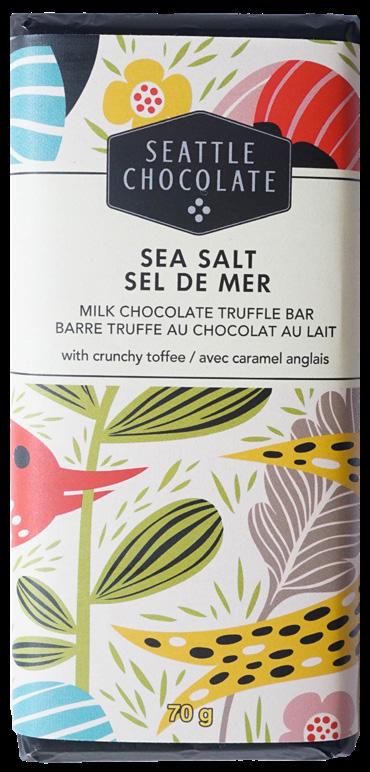 SEATTLE
CHOCOLATE
SEA SALT
SEL DE MER
MILK CHOCOLATE TRUFFLE BAR
BARRE TRUFFE AU CHOCOLAT AU LAIT
with crunchy toffee / avec caramel anglais
70 g